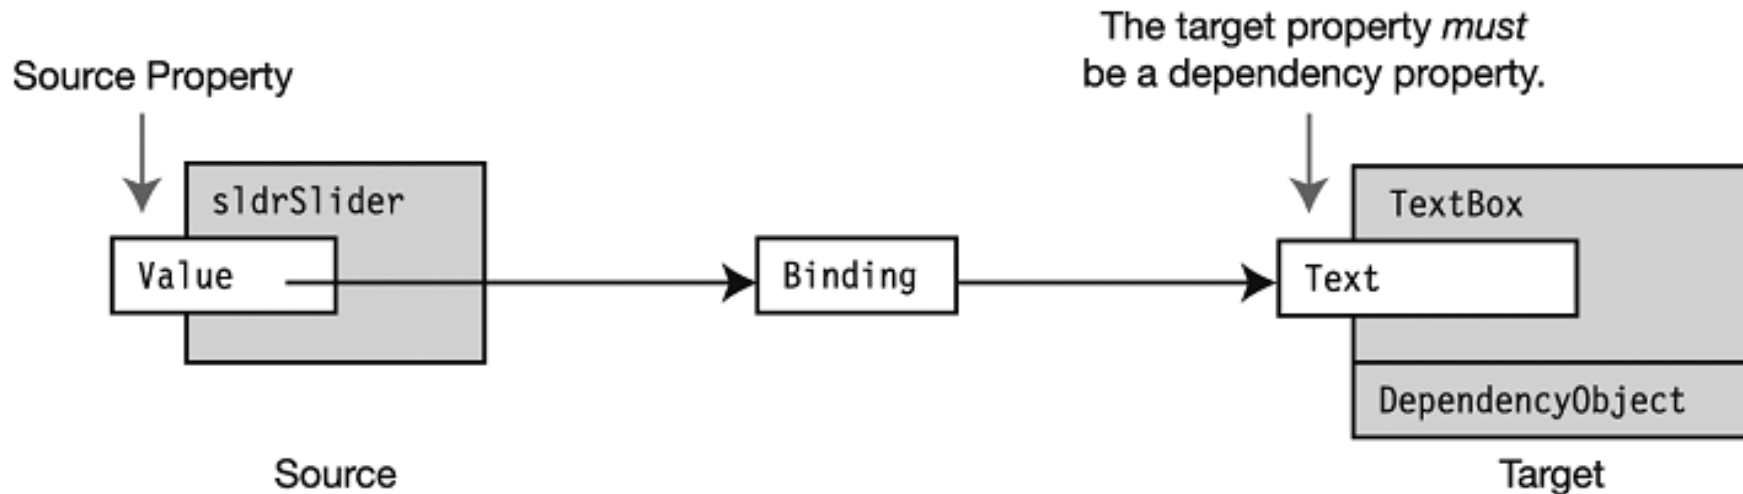 The target property must
be a dependency property.
Source Property
sldrSlider
TextBox
Value
Binding
Text
DependencyObject
Source
Target